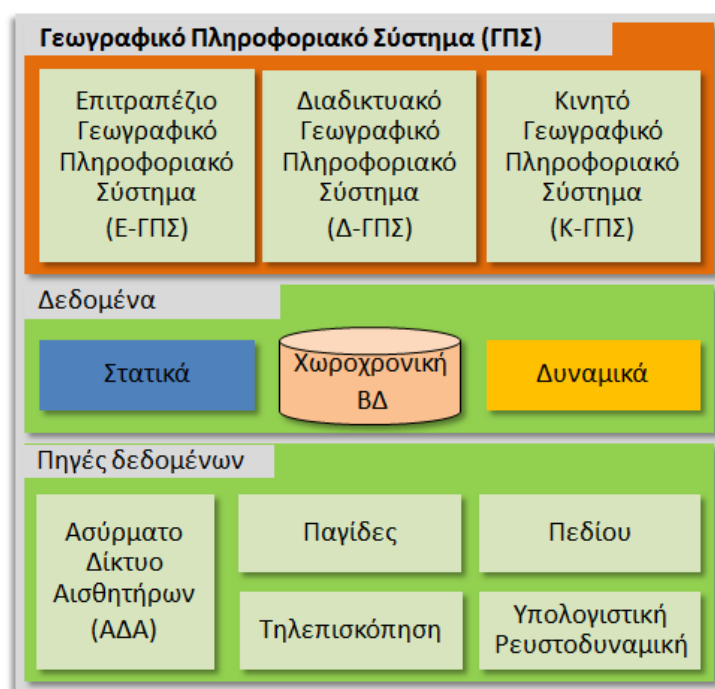 Γεωγραφικό Πληροφοριακό Σύστημα (ΓΠΣ)
Επιτραπέζιο
Γεωγραφικό
Πληροφοριακό
Σύστημα
(Ε-ΓΠΣ)
Διαδικτυακό
Γεωγραφικό
Πληροφοριακό
Σύστημα
(Δ-ΓΠΣ)
Κινητό
Γεωγραφικό
Πληροφοριακό
Σύστημα
(Κ-ΓΠΣ)
Δεδομένα
Στατικά
Χωροχρονική
ΒΔ
Δυναμικά
Πηγές δεδομένων
Ασύρματο
Δίκτυο
Αισθητήρων
(ΑΔΑ)
Παγίδες
Πεδίου
Τηλεπισκόπηση
Υπολογιστική
Ρευστοδυναμική